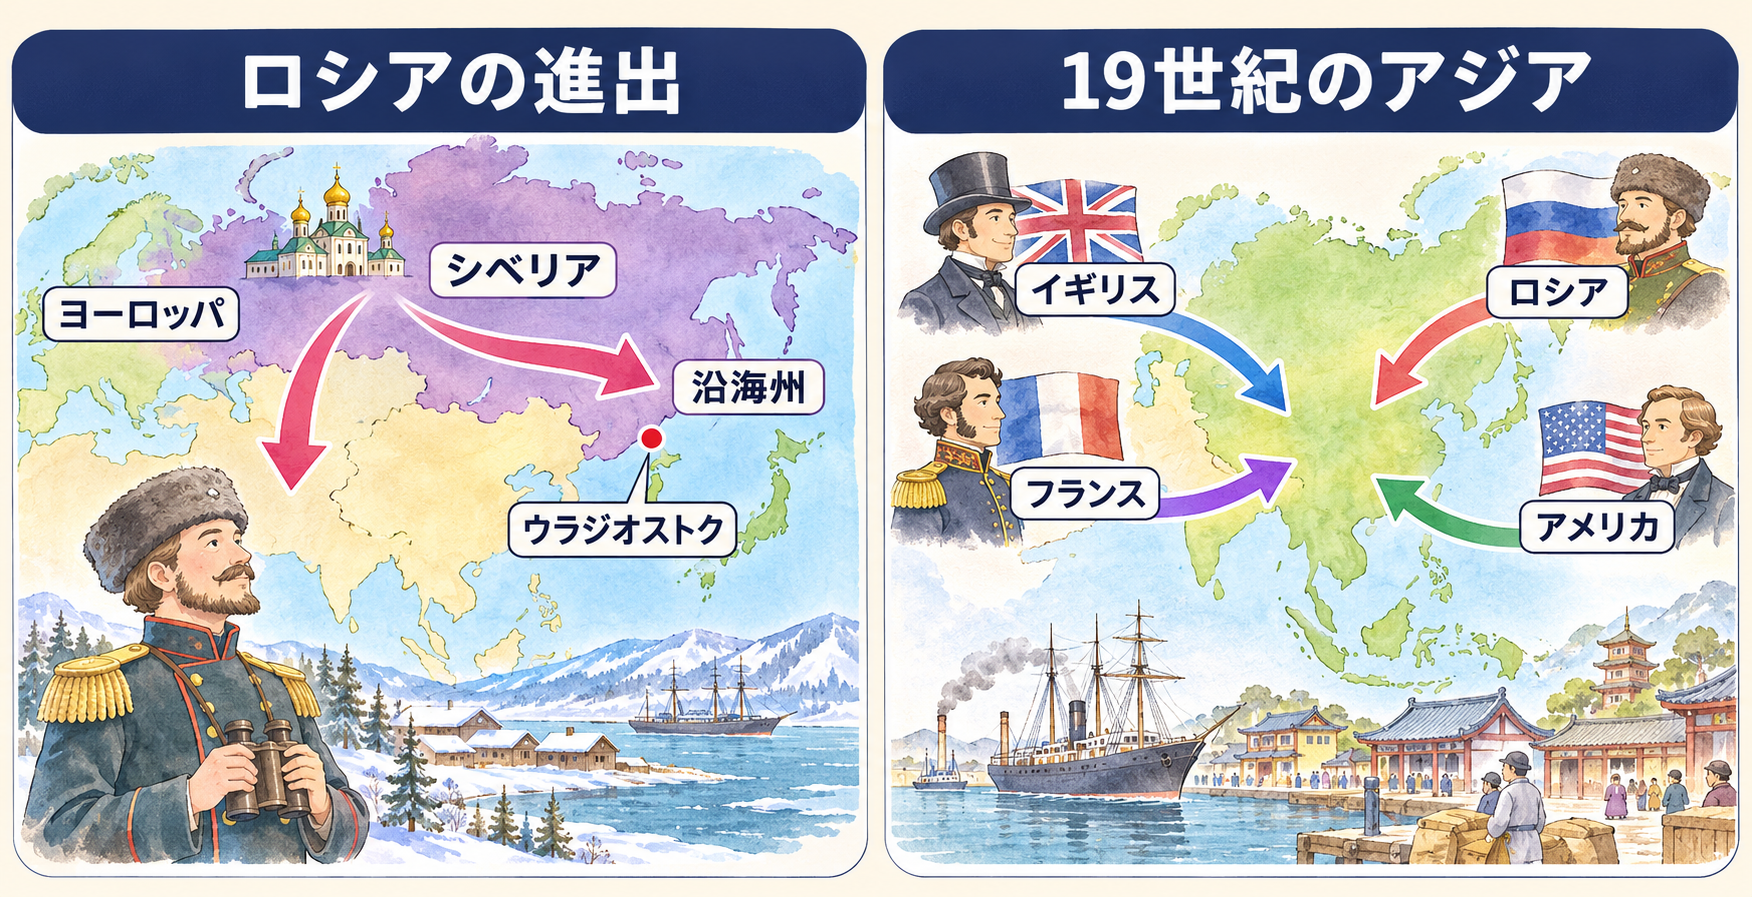 ロシアの進出
シベリア
ヨーロッパ
沿海州
ウラジオストク
19世紀のアジア
イギリス
ロシア
フランス
アメリカ